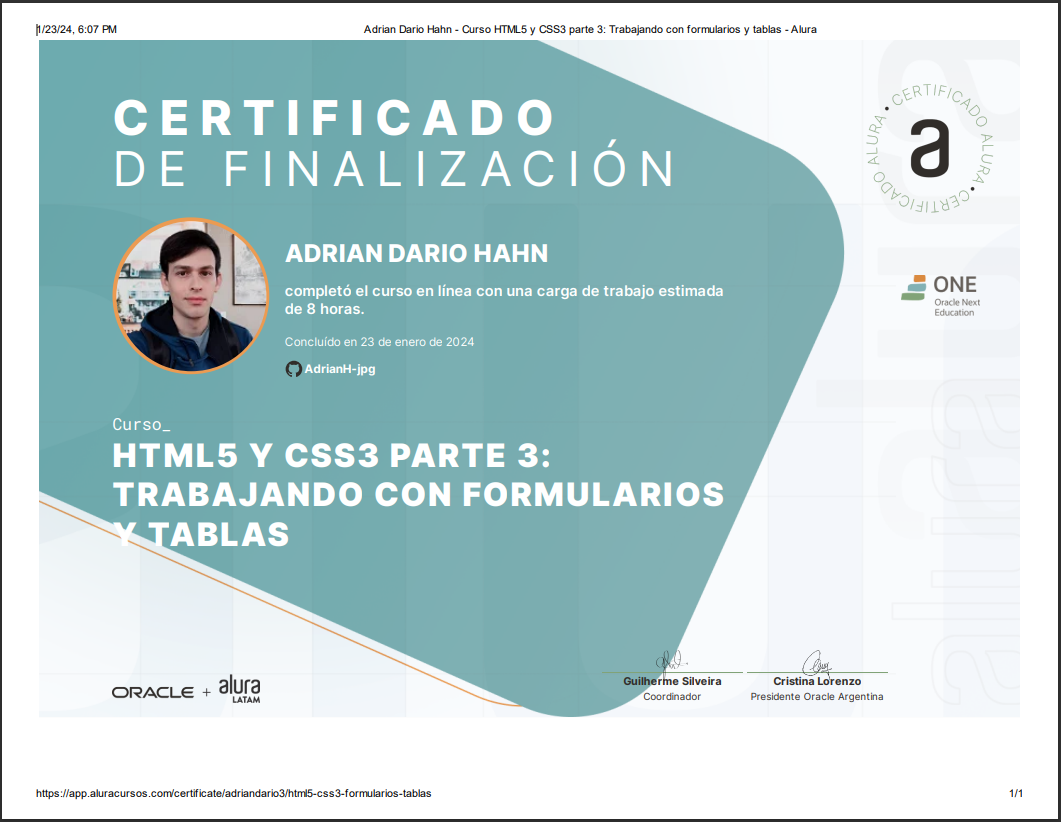 1/23/24, 6:07 PM
Adrian Dario Hahn - Curso HTML5 y CSS3 parte 3: Trabajando con formularios y tablas - Alura
CERTIFICADO
DE FINALIZACIÓN
CERTIFICADO ALURA • CERTIFICADO ALURA •
a
ADRIAN DARIO HAHN
completó el curso en línea con una carga de trabajo estimada
de 8 horas.
Concluído en 23 de enero de 2024
AdrianH-jpg
ONE
Oracle Next
Education
Curso_
HTML5 Y CSS3 PARTE 3:
TRABAJANDO CON FORMULARIOS
Y TABLAS
alura
ORACLE + alura
LATAM
Guilherme Silveira
Coordinador
Cristina Lorenzo
Presidente Oracle Argentina
https://app.aluracursos.com/certificate/adriandario3/html5-css3-formularios-tablas
1/1